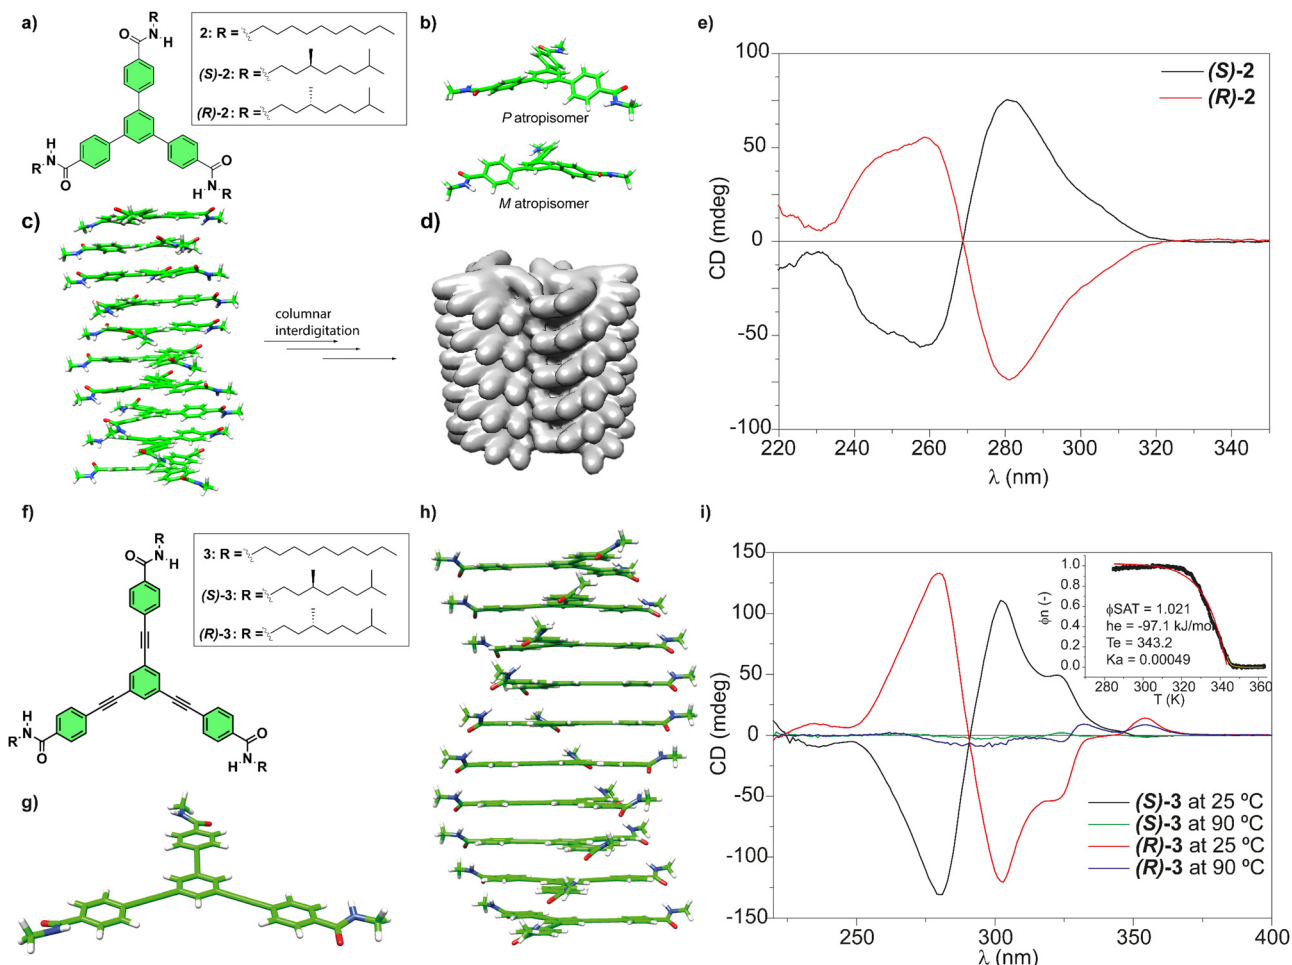 a)
R
N-H
O
H
N
R
O
O
H-N
R
2: R =
(S)-2: R =
(R)-2: R =
b)
P atropisomer
M atropisomer
c)
columnar
interdigitation
d)
e)
CD (mdeg)
100
50
0
-50
-100
220
240
260
280
300
320
340
λ (nm)
(S)-2
(R)-2
f)
R
N-H
O
H
R-N
O
O
H-N
R
3: R =
(S)-3: R =
(R)-3: R =
g)
h)
i)
CD (mdeg)
150
100
50
0
-50
-100
-150
250
300
350
400
λ (nm)
ϕn (-)
1.0
0.8
0.6
0.4
0.2
0.0
ϕSAT = 1.021
he = -97.1 kJ/mol
Te = 343.2
Ka = 0.00049
280
300
320
340
360
T (K)
(S)-3 at 25 ºC
(S)-3 at 90 ºC
(R)-3 at 25 ºC
(R)-3 at 90 ºC